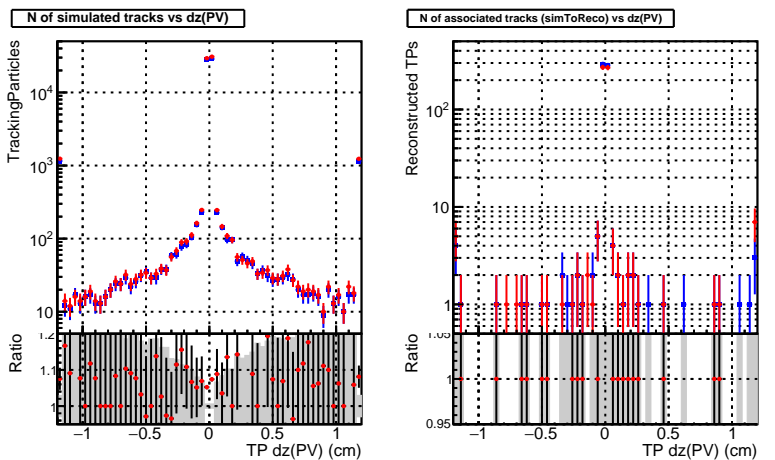 N of simulated tracks vs dz(PV)
TrackingParticles
10^4
10^3
10^2
10
Ratio
1.2
1.1
1
−1
−0.5
0
0.5
1
TP dz(PV) (cm)
N of associated tracks (simToReco) vs dz(PV)
Reconstructed TPs
10^2
10
1
Ratio
1.05
1
0.95
−1
−0.5
0
0.5
1
TP dz(PV) (cm)